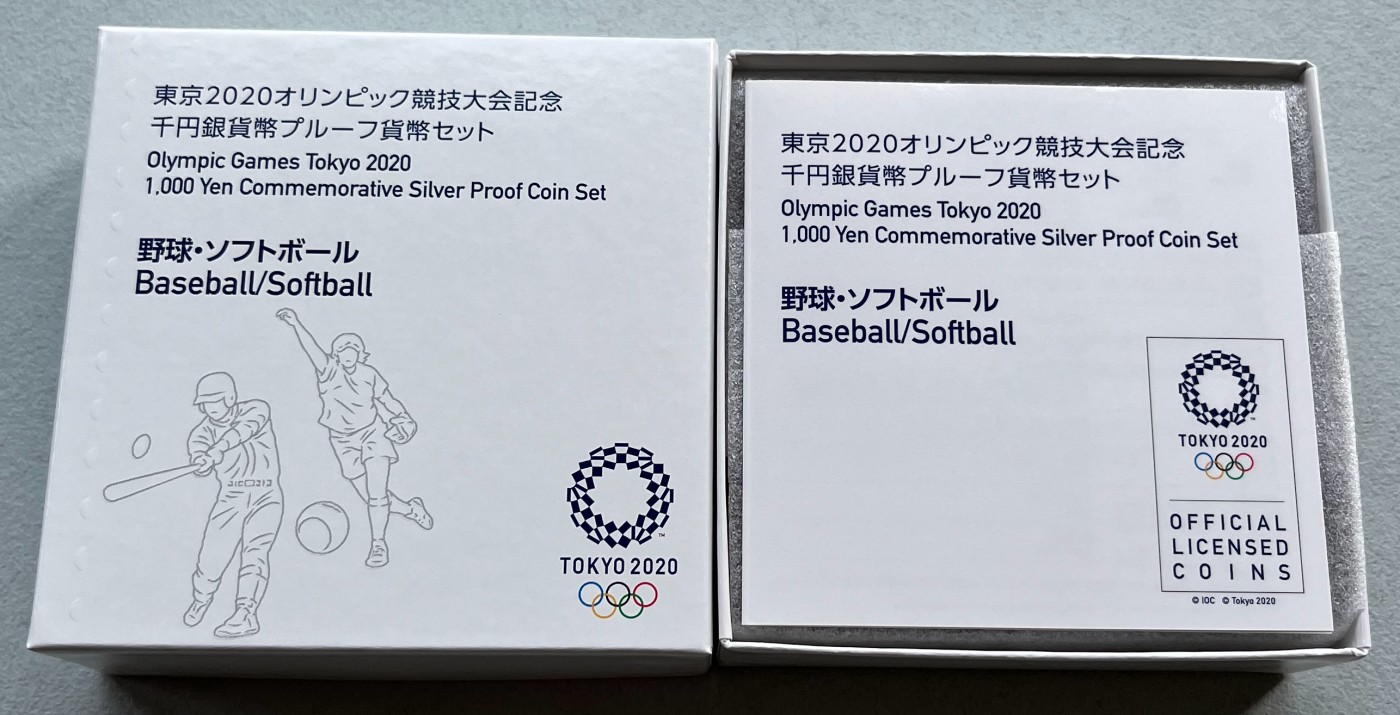 東京2020オリンピック競技大会記念
千円銀貨幣プルーフ貨幣セット
Olympic Games Tokyo 2020
1,000 Yen Commemorative Silver Proof Coin Set
野球・ソフトボール
Baseball/Softball
TM
TOKYO 2020
東京2020オリンピック競技大会記念
千円銀貨幣プルーフ貨幣セット
Olympic Games Tokyo 2020
1,000 Yen Commemorative Silver Proof Coin Set
野球・ソフトボール
Baseball/Softball
TM
TOKYO 2020
OFFICIAL
LICENSED
COINS
© IOC © Tokyo 2020